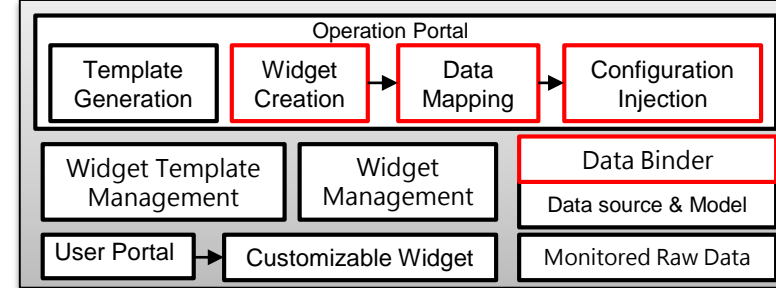 Operation Portal
Template
Generation
Widget
Creation
Data
Mapping
Configuration
Injection
Widget Template
Management
Widget
Management
Data Binder
Data source & Model
User Portal
Customizable Widget
Monitored Raw Data